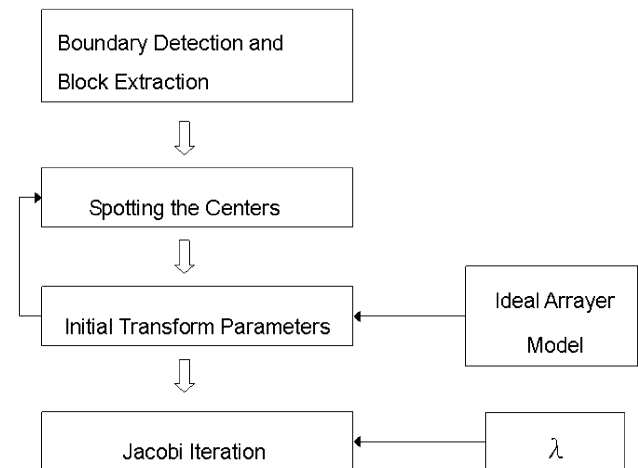 Boundary Detection and
Block Extraction
Spotting the Centers
Initial Transform Parameters
Ideal Arrayer
Model
Jacobi Iteration
λ